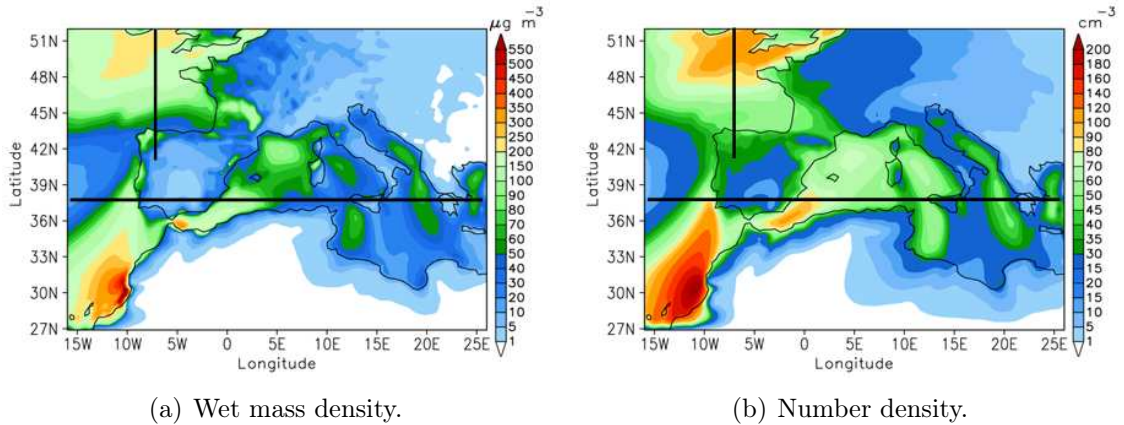 μg m⁻³
51N
48N
45N
42N
39N
36N
33N
30N
27N
Latitude
15W 10W 5W 0 5E 10E 15E 20E 25E
Longitude
550
500
450
400
350
300
250
200
150
100
90
80
70
60
50
40
30
20
10
5
1
(a) Wet mass density.
cm⁻³
51N
48N
45N
42N
39N
36N
33N
30N
27N
Latitude
15W 10W 5W 0 5E 10E 15E 20E 25E
Longitude
200
180
160
140
120
100
90
80
70
60
50
45
40
35
30
25
20
15
10
5
1
(b) Number density.